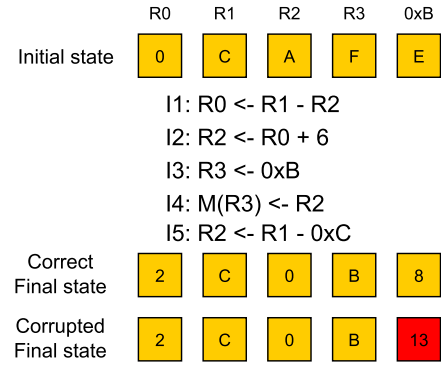 R0 R1 R2 R3 0xB
Initial state 0 C A F E
I1: R0 <- R1 - R2
I2: R2 <- R0 + 6
I3: R3 <- 0xB
I4: M(R3) <- R2
I5: R2 <- R1 - 0xC
Correct
Final state 2 C 0 B 8
Corrupted
Final state 2 C 0 B 13